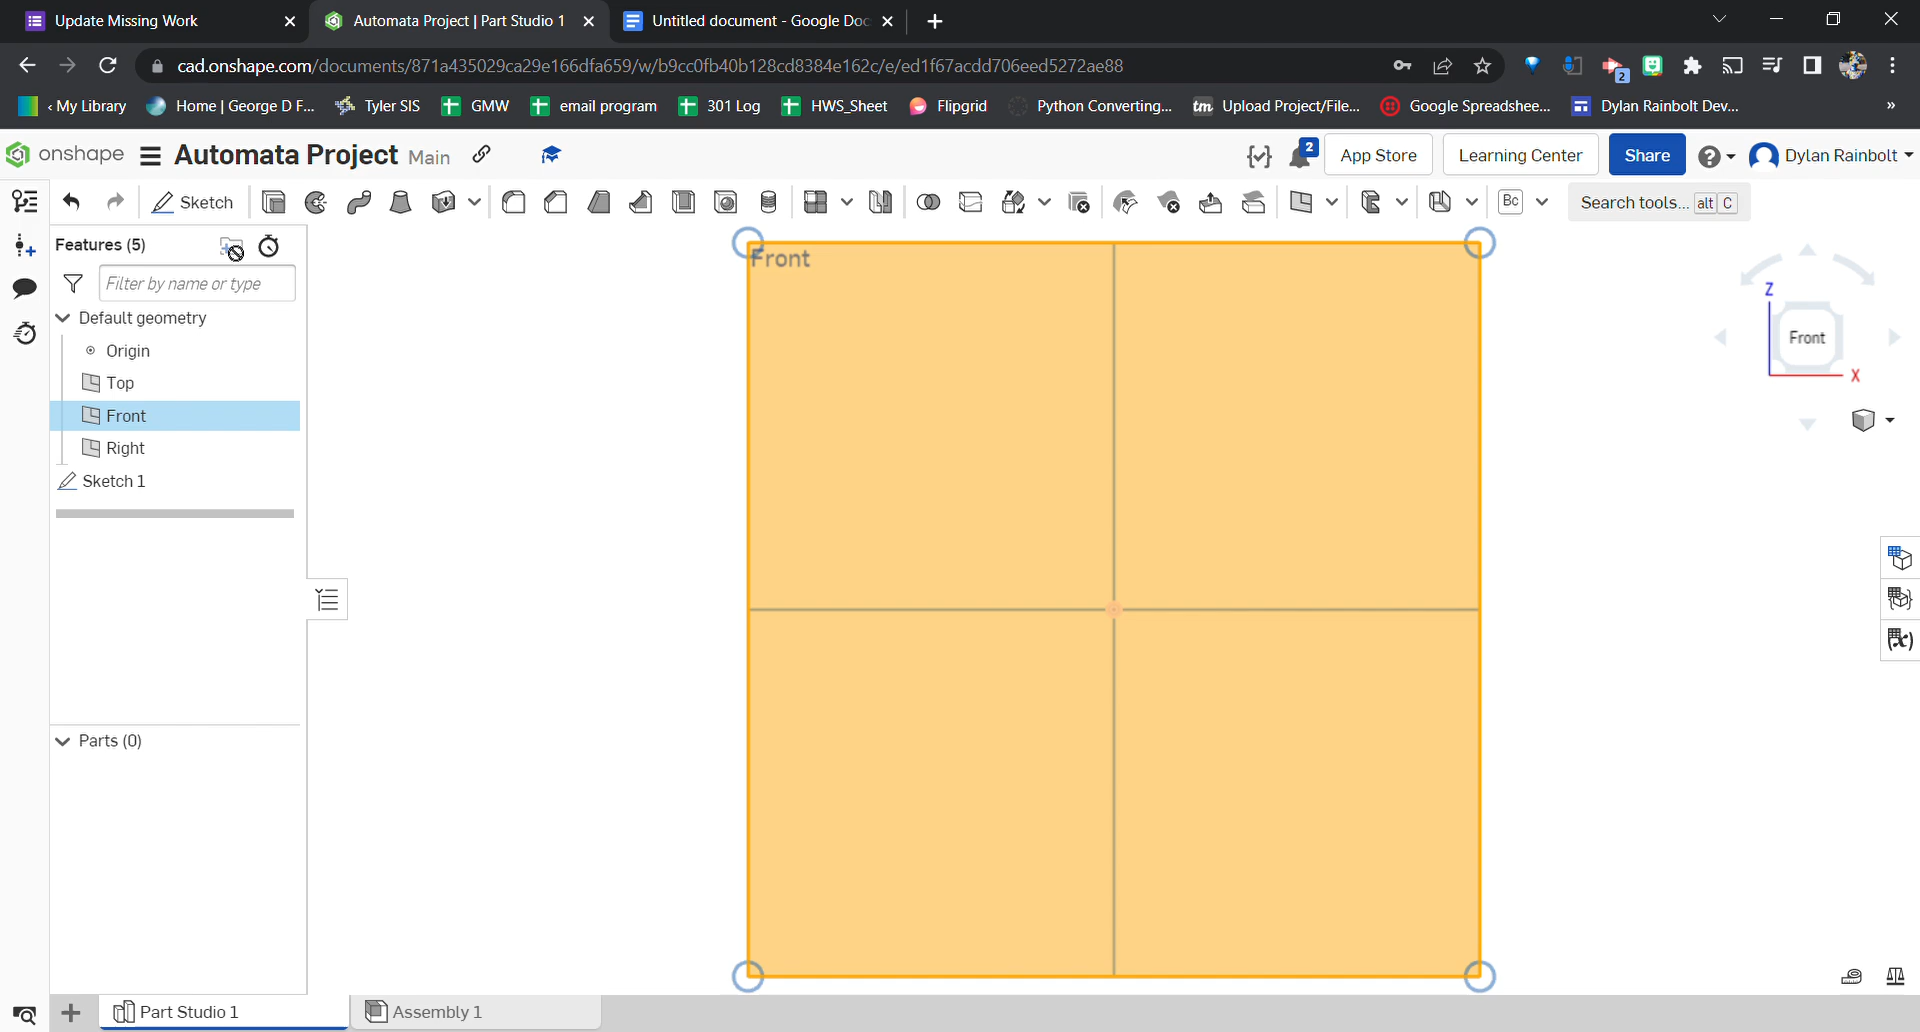 Update Missing Work
Automata Project | Part Studio 1
Untitled document - Google Doc
cad.onshape.com/documents/871a435029ca29e166dfa659/w/b9cc0fb40b128cd8384e162c/e/ed1f67acdd706eed5272ae88
2
‹ My Library
Home | George D F...
Tyler SIS
GMW
email program
301 Log
HWS_Sheet
Flipgrid
Python Converting...
tm Upload Project/File...
Google Spreadshee...
Dylan Rainbolt Dev...
»
onshape
Automata Project Main
2
App Store
Learning Center
Share
Dylan Rainbolt
Sketch
Bc
Search tools... alt C
Features (5)
Filter by name or type
Default geometry
Origin
Top
Front
Right
Sketch 1
Parts (0)
Front
Z
Front
X
(x)
Part Studio 1
Assembly 1